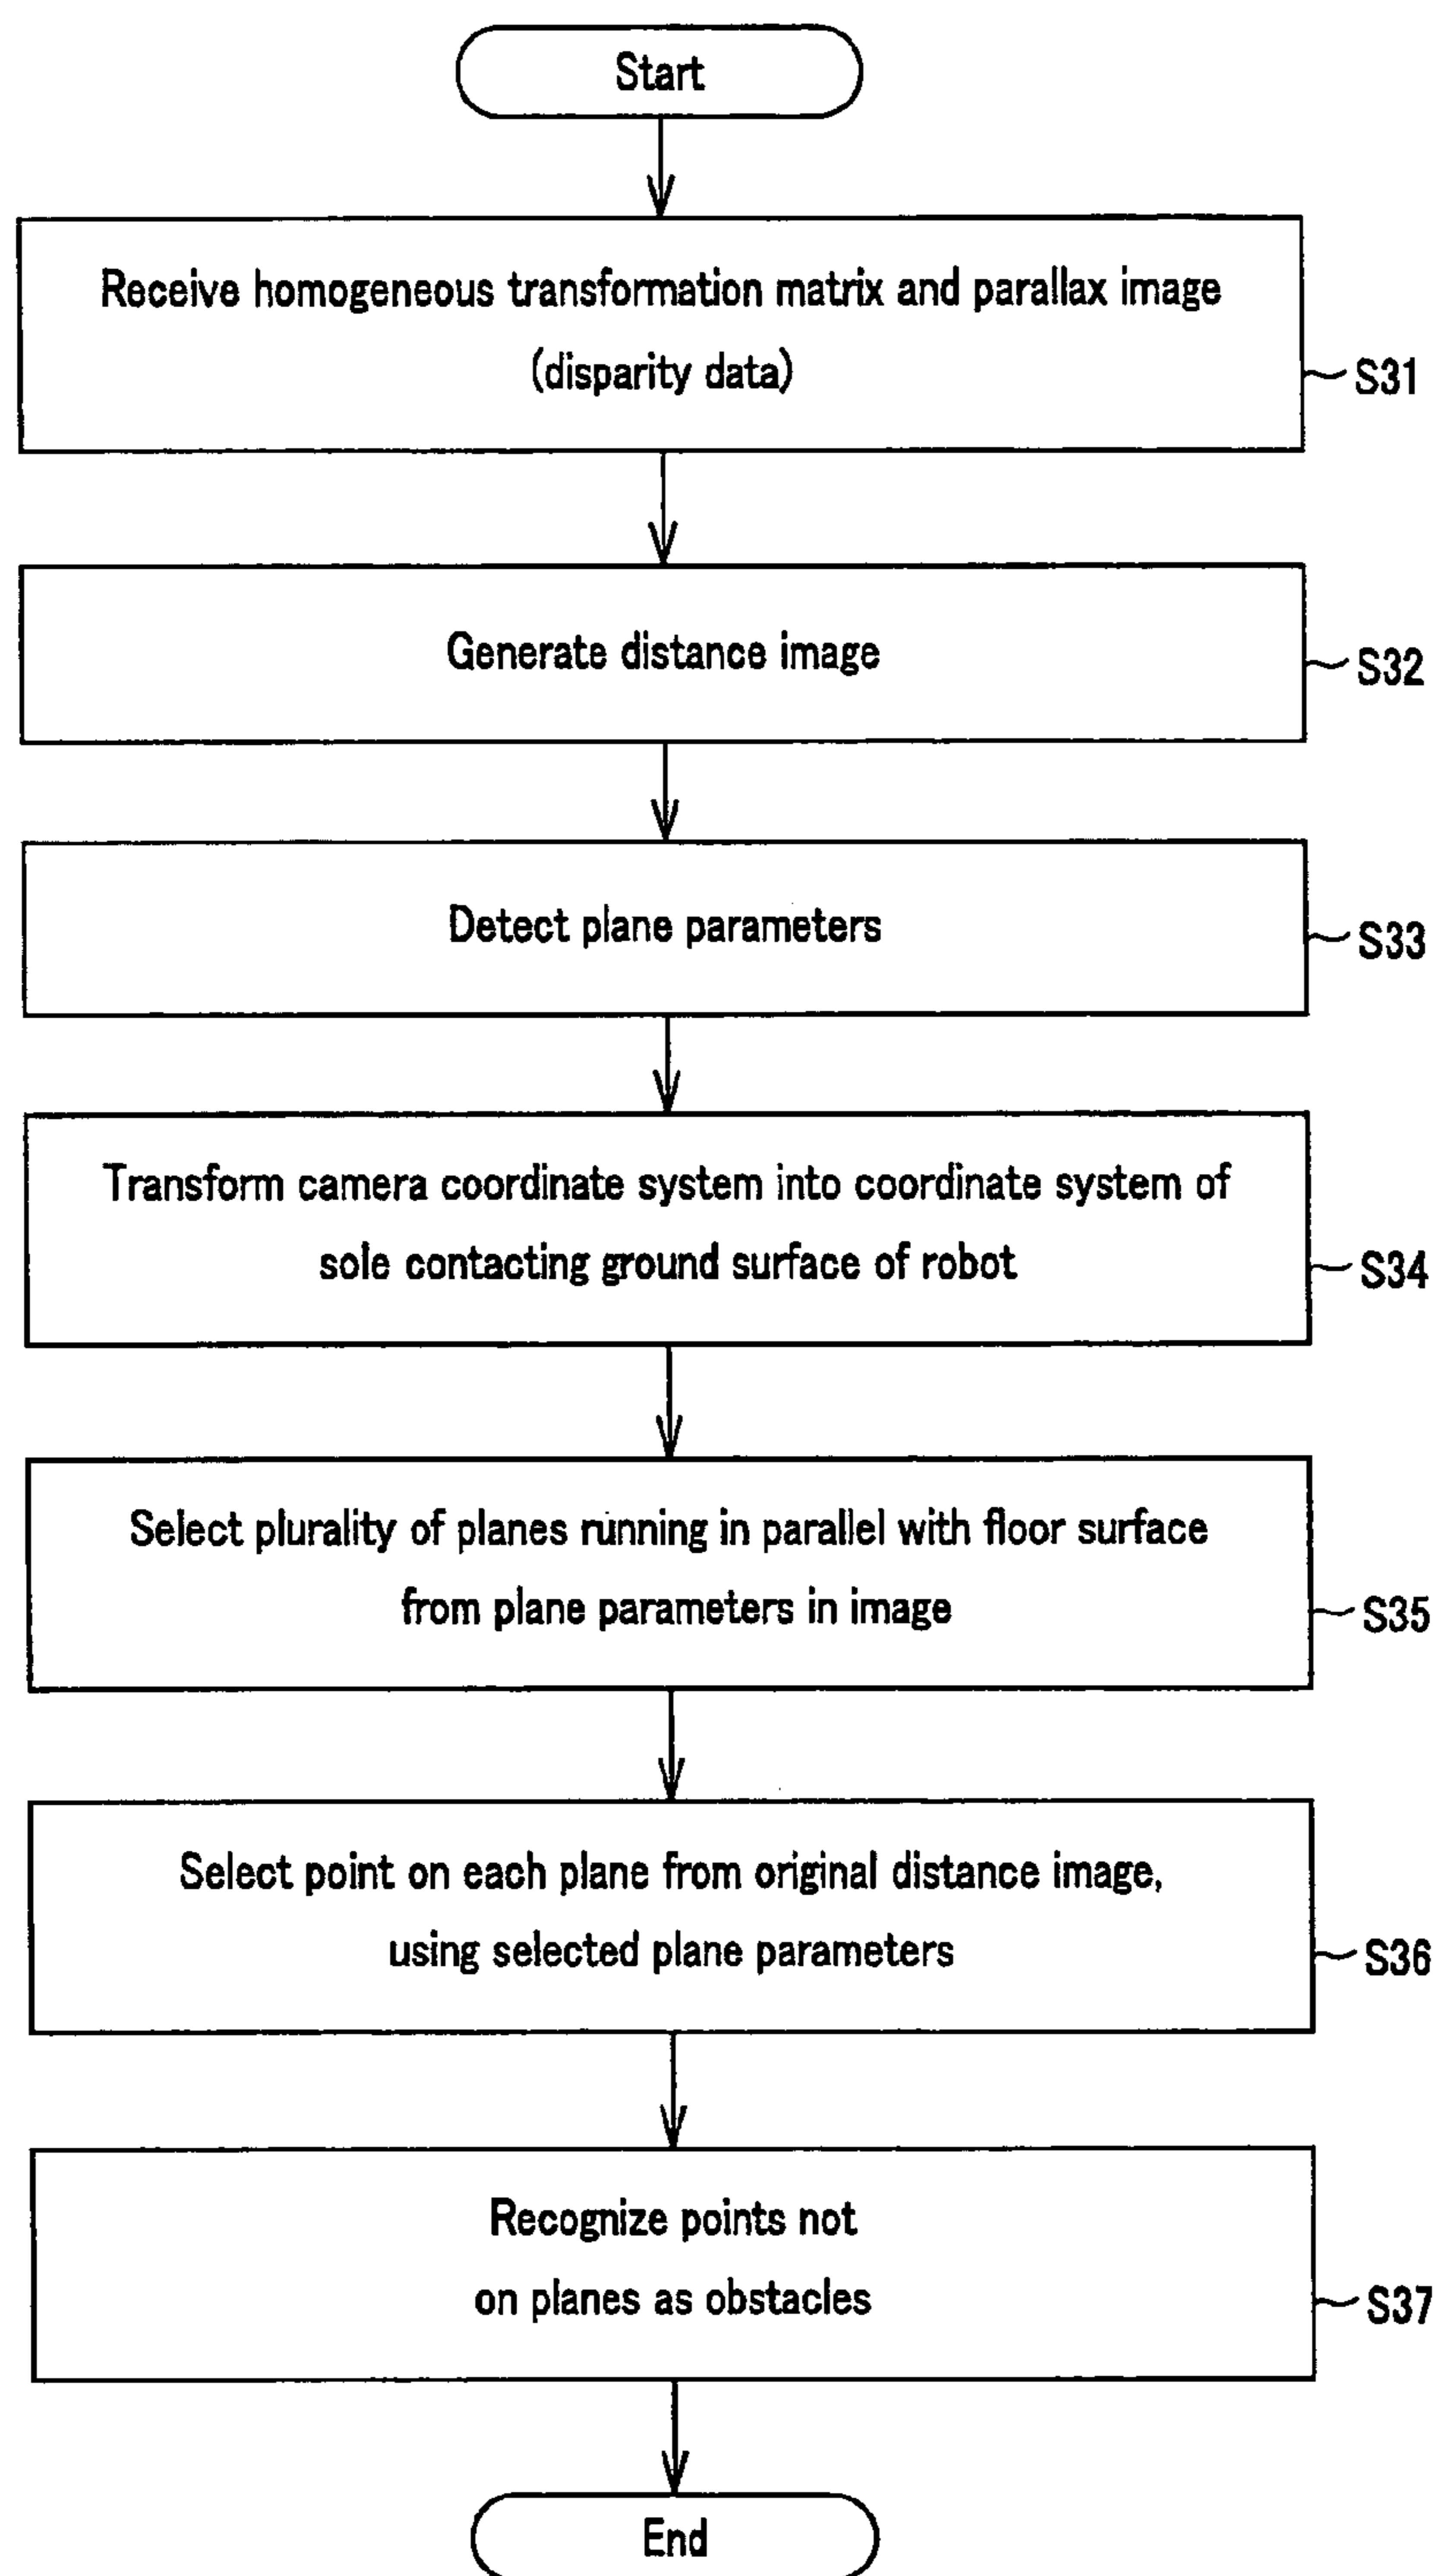 Start
Receive homogeneous transformation matrix and parallax image
(disparity data)
S31
Generate distance image
S32
Detect plane parameters
S33
Transform camera coordinate system into coordinate system of
sole contacting ground surface of robot
S34
Select plurality of planes running in parallel with floor surface
from plane parameters in image
S35
Select point on each plane from original distance image,
using selected plane parameters
S36
Recognize points not
on planes as obstacles
S37
End